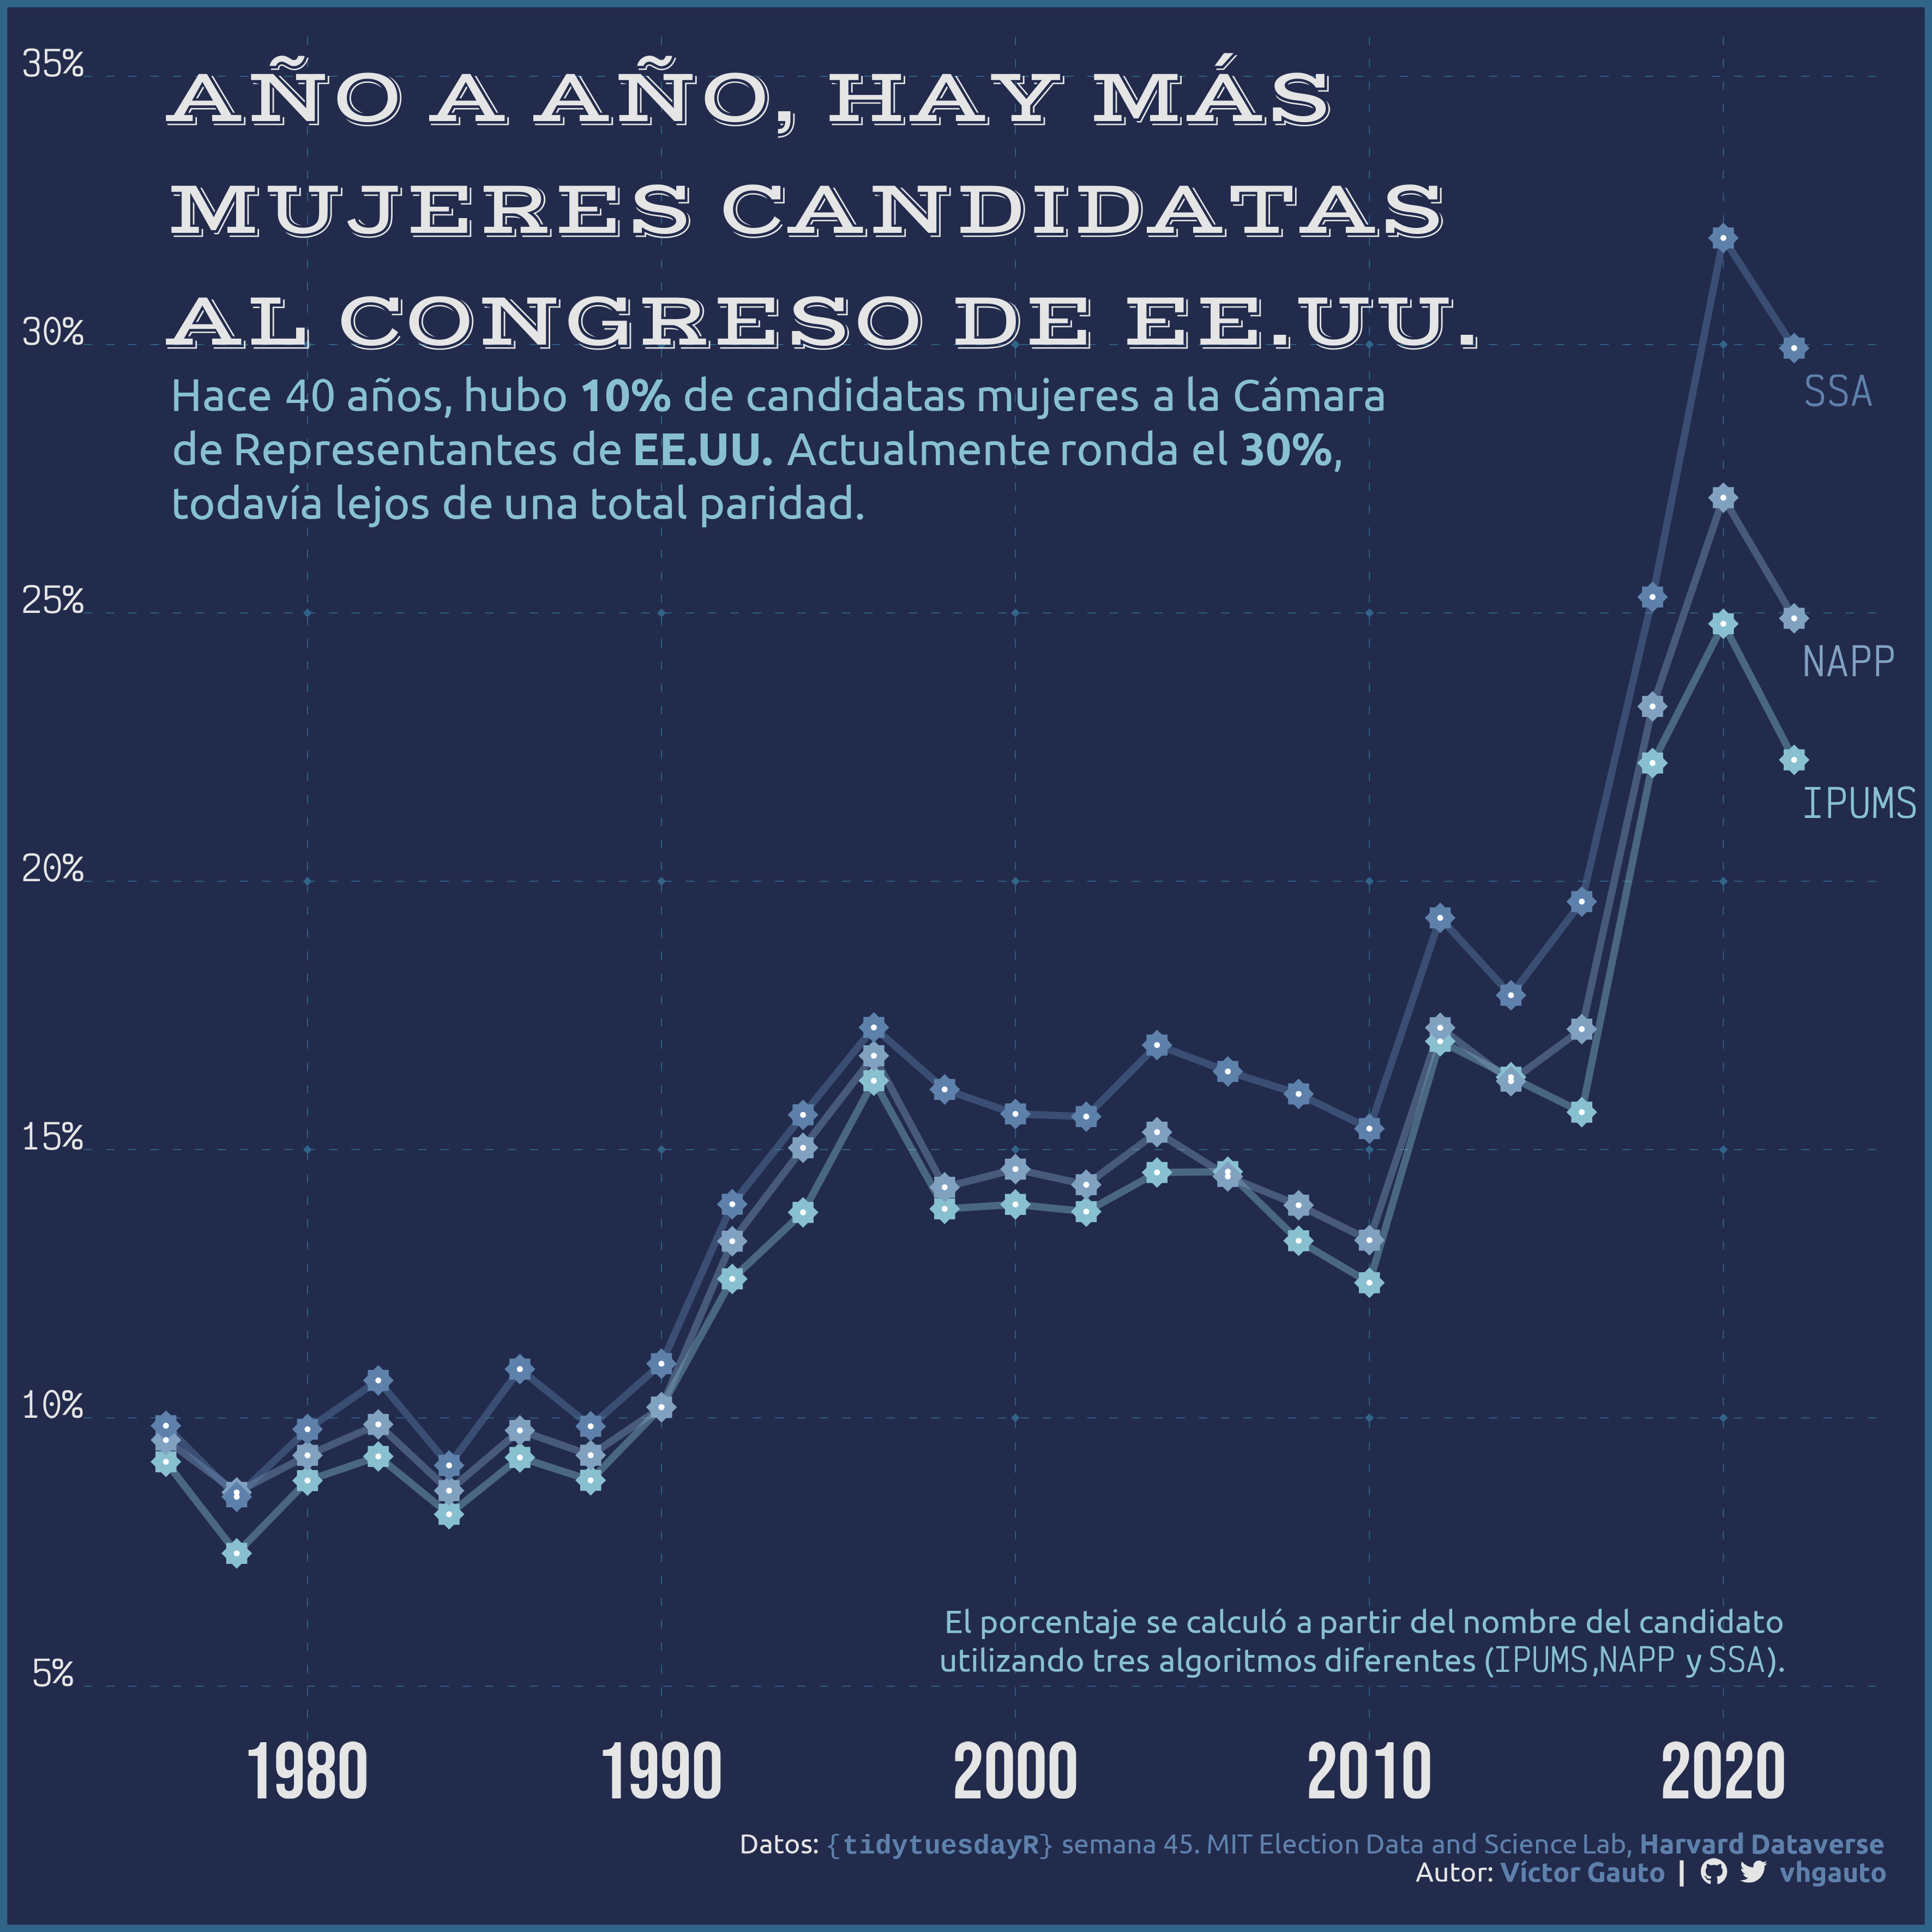 AÑO A AÑO, HAY MÁS
MUJERES CANDIDATAS
AL CONGRESO DE EE.UU.
Hace 40 años, hubo 10% de candidatas mujeres a la Cámara
de Representantes de EE.UU. Actualmente ronda el 30%,
todavía lejos de una total paridad.
35%
30%
25%
20%
15%
10%
5%
SSA
NAPP
IPUMS
El porcentaje se calculó a partir del nombre del candidato
utilizando tres algoritmos diferentes (IPUMS,NAPP y SSA).
1980 1990 2000 2010 2020
Datos: {tidytuesdayR} semana 45. MIT Election Data and Science Lab, Harvard Dataverse
Autor: Víctor Gauto | vhgauto